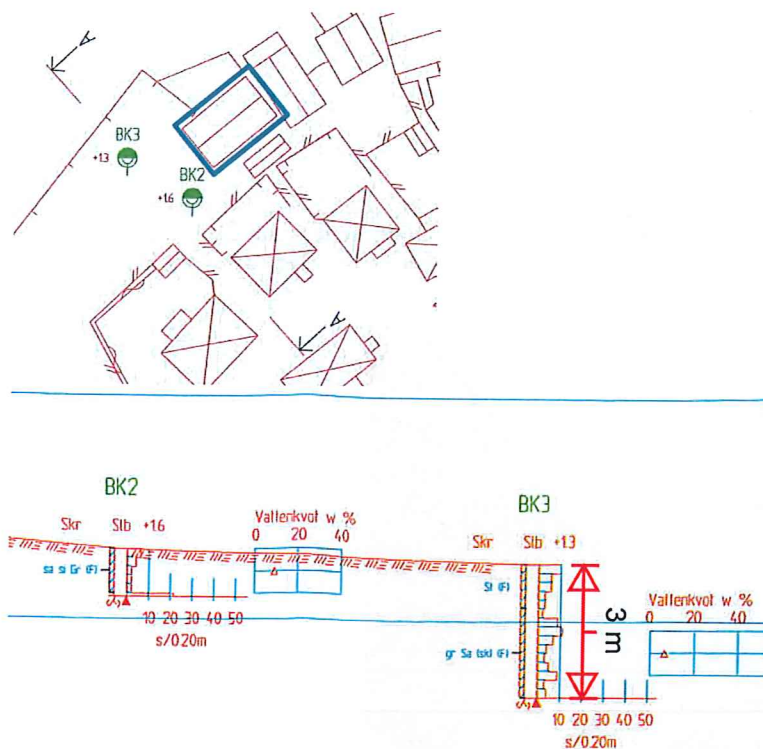 A
BK3
+1.3
BK2
+1.6
A
BK2
Skr Slb +1.6
Vattenkvot w %
0 20 40
sa si Gr (F)
10 20 30 40 50
s/0.20m
BK3
Skr Slb +1.3
St (F)
gr Sa (sk) (F)
3 m
Vattenkvot w %
0 20 40
10 20 30 40 50
s/0.20m